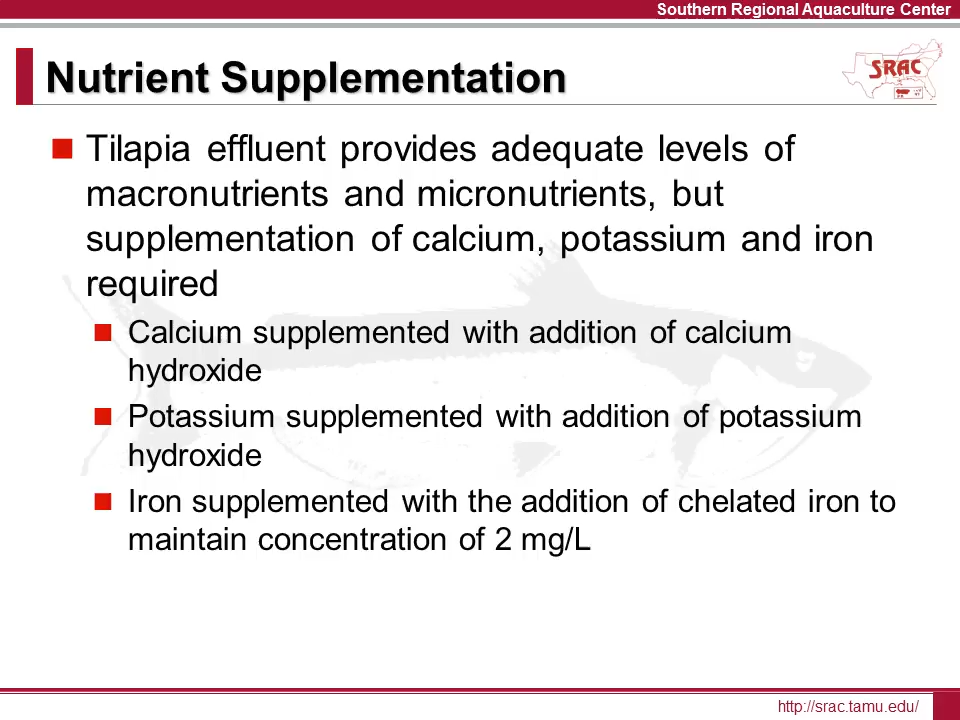 Southern Regional Aquaculture Center
Nutrient Supplementation
SRAC
Tilapia effluent provides adequate levels of
macronutrients and micronutrients, but
supplementation of calcium, potassium and iron
required
Calcium supplemented with addition of calcium
hydroxide
Potassium supplemented with addition of potassium
hydroxide
Iron supplemented with the addition of chelated iron to
maintain concentration of 2 mg/L
http://srac.tamu.edu/